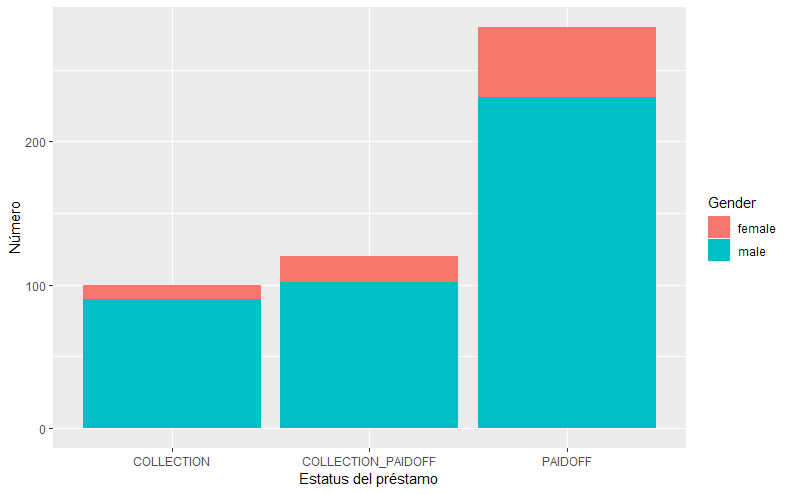 Número
200
100
0
COLLECTION
COLLECTION_PAIDOFF
PAIDOFF
Estatus del préstamo
Gender
female
male